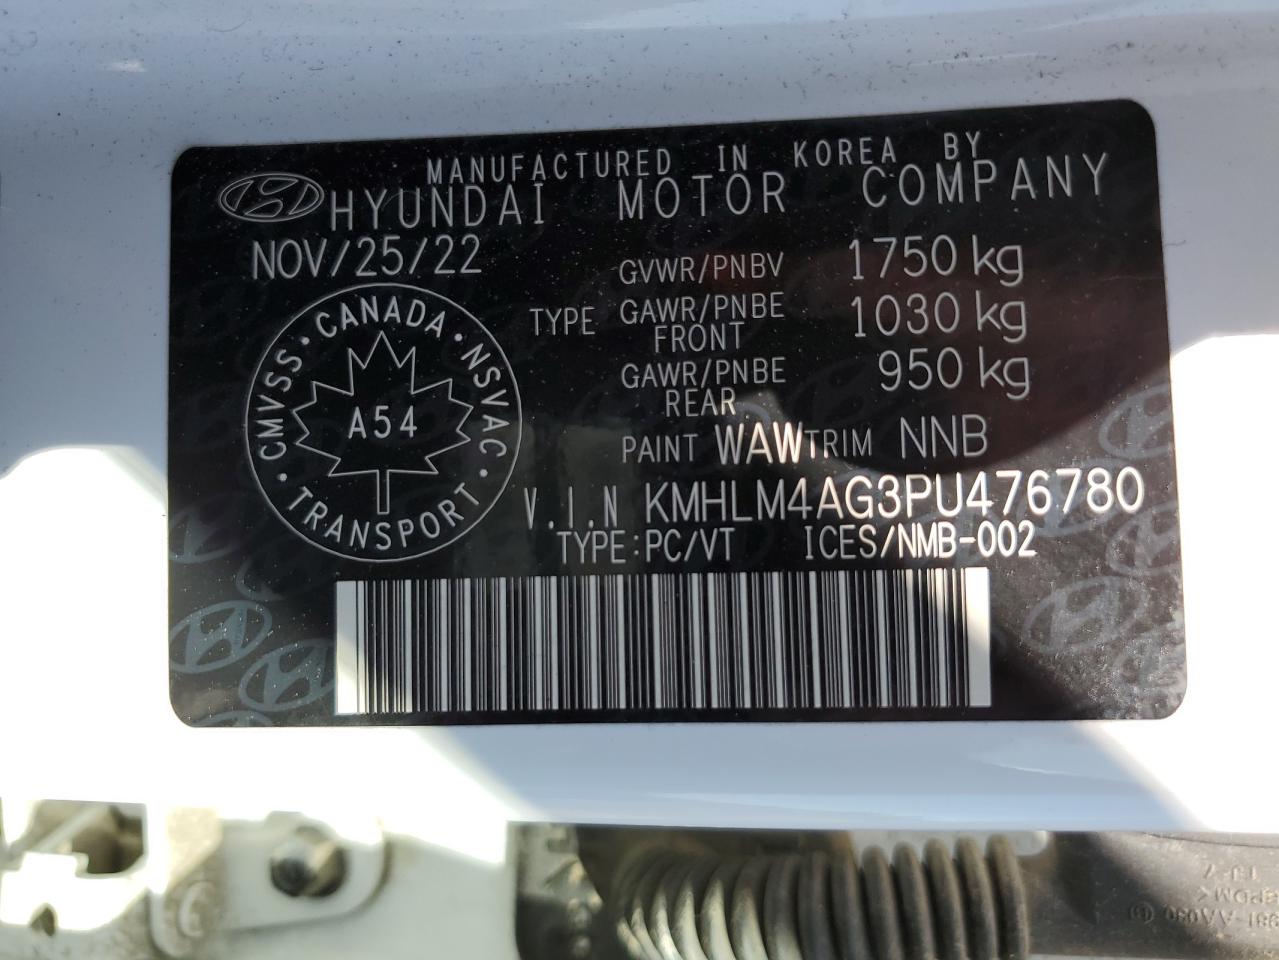 MANUFACTURED IN KOREA BY
HYUNDAI MOTOR COMPANY
NOV/25/22
GVWR/PNBV 1750 kg
TYPE GAWR/PNBE FRONT 1030 kg
GAWR/PNBE REAR 950 kg
PAINT WAW TRIM NNB
CMVSS·CANADA·NSVAC·TRANSPORT·
A54
V.I.N KMHLM4AG3PU476780
TYPE:PC/VT ICES/NMB-002